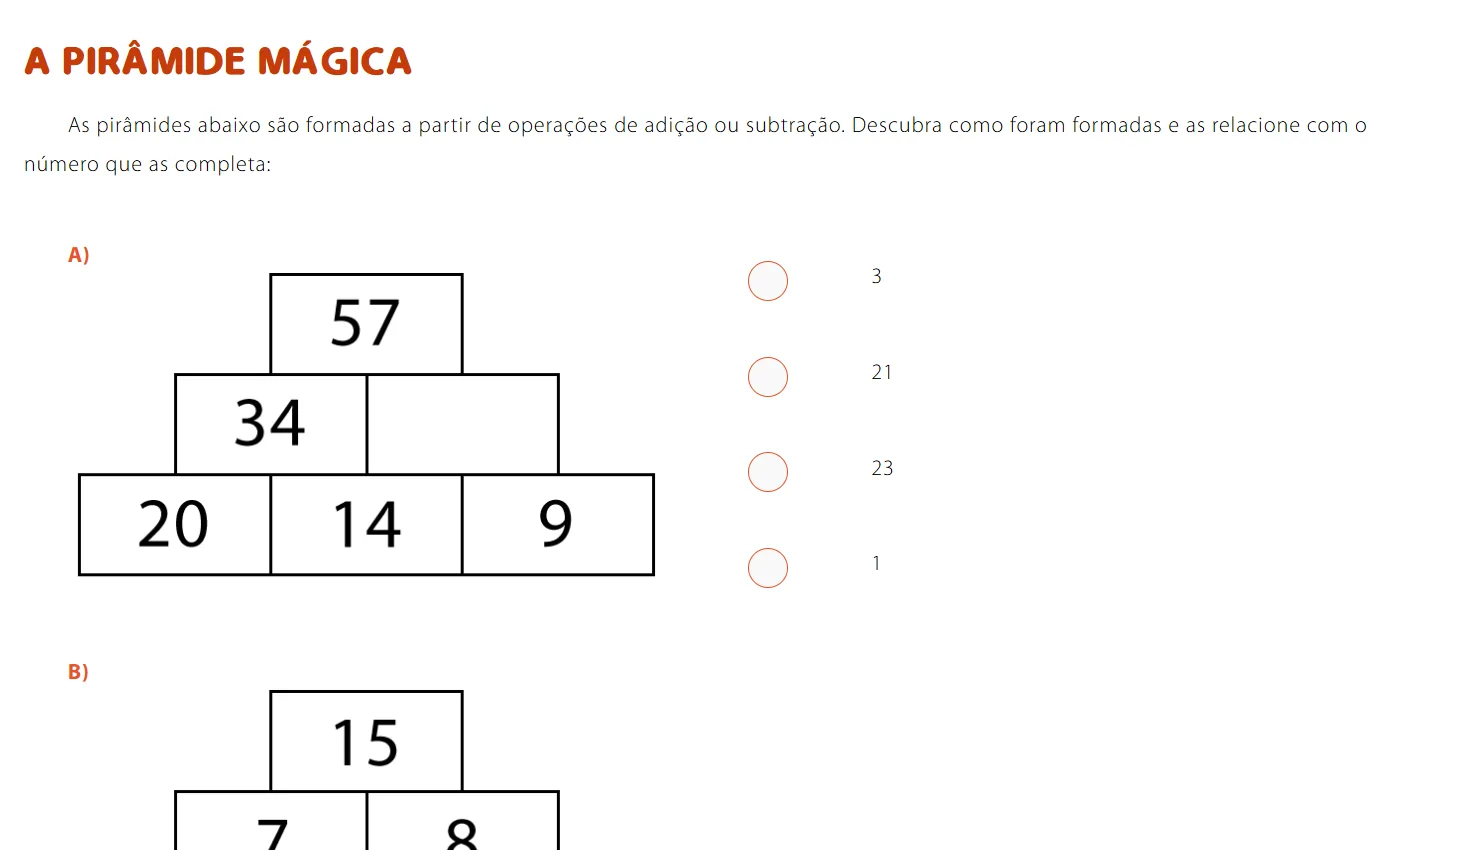 A PIRÂMIDE MÁGICA
As pirâmides abaixo são formadas a partir de operações de adição ou subtração. Descubra como foram formadas e as relacione com o
número que as completa:
A)
57
34
20 14 9
3
21
23
1
B)
15
7 8